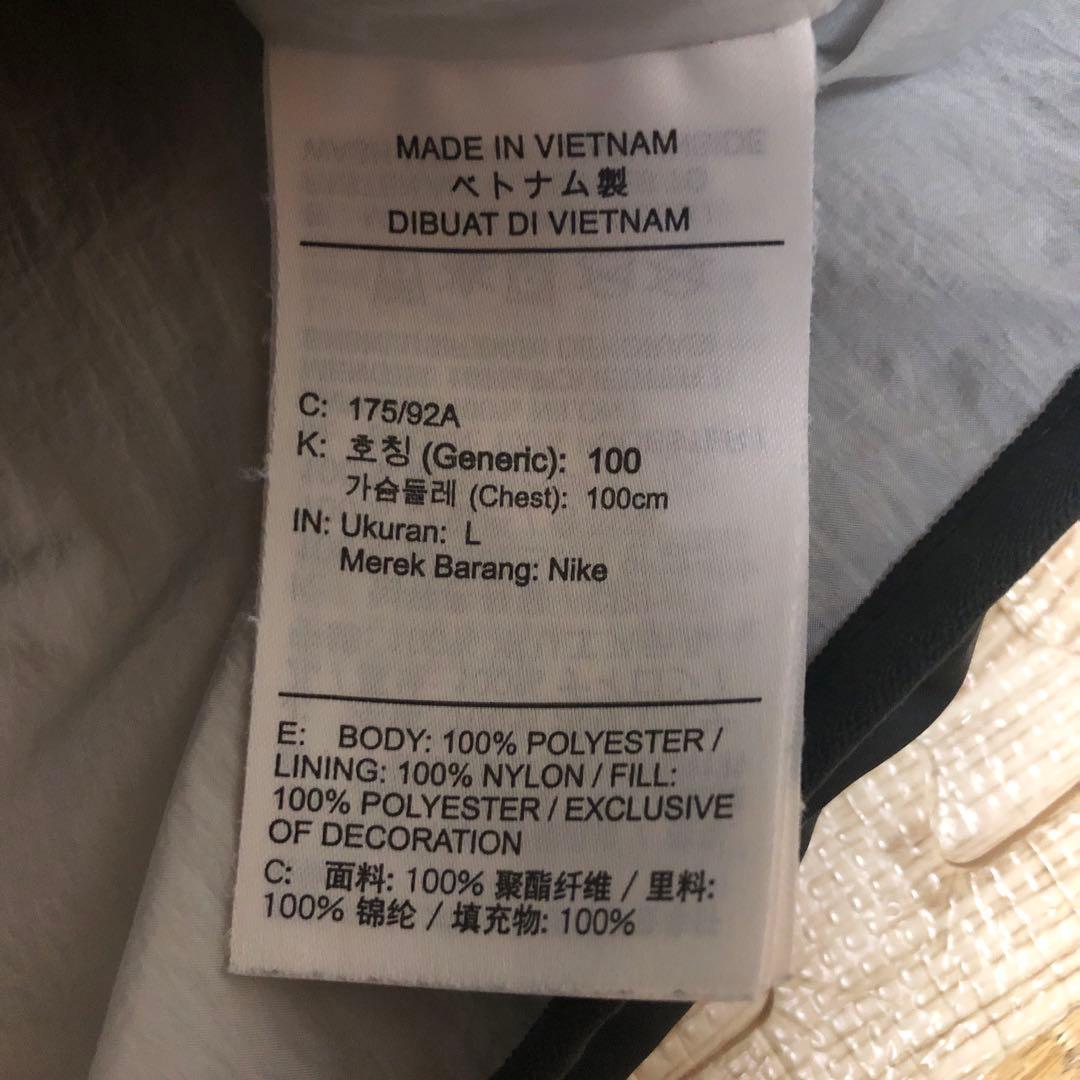 MADE IN VIETNAM
ベトナム製
DIBUAT DI VIETNAM
C: 175/92A
K: 호칭 (Generic): 100
가슴둘레 (Chest): 100cm
IN: Ukuran: L
Merek Barang: Nike
E: BODY: 100% POLYESTER /
LINING: 100% NYLON / FILL:
100% POLYESTER / EXCLUSIVE
OF DECORATION
C: 面料: 100% 聚酯纤维 / 里料:
100% 锦纶 / 填充物: 100%